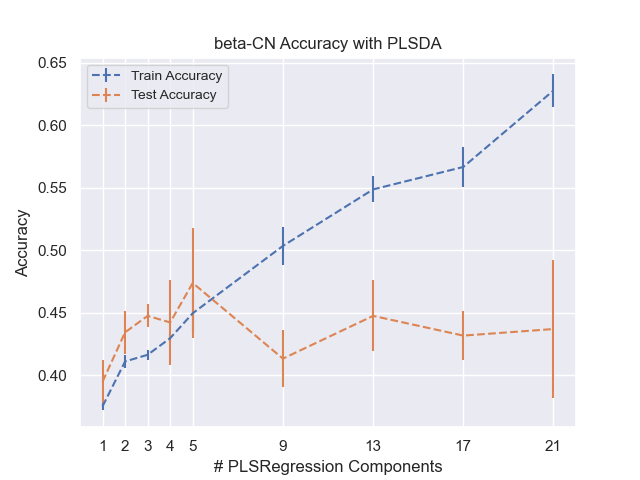 beta-CN Accuracy with PLSDA
Train Accuracy
Test Accuracy
Accuracy
0.65
0.60
0.55
0.50
0.45
0.40
1 2 3 4 5 9 13 17 21
# PLSRegression Components